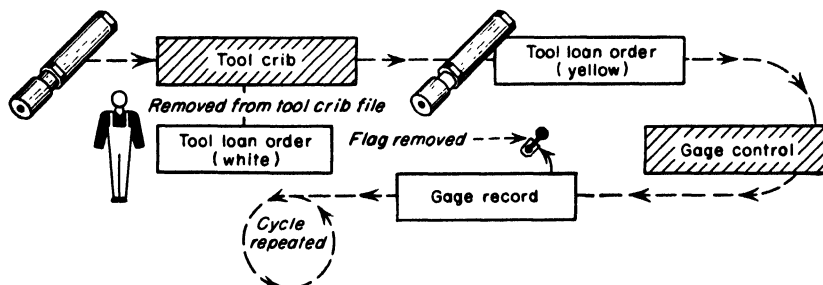 Tool crib
Tool loan order
(yellow)
Removed from tool crib file
Tool loan order
(white)
Flag removed
Gage control
Gage record
Cycle
repeated